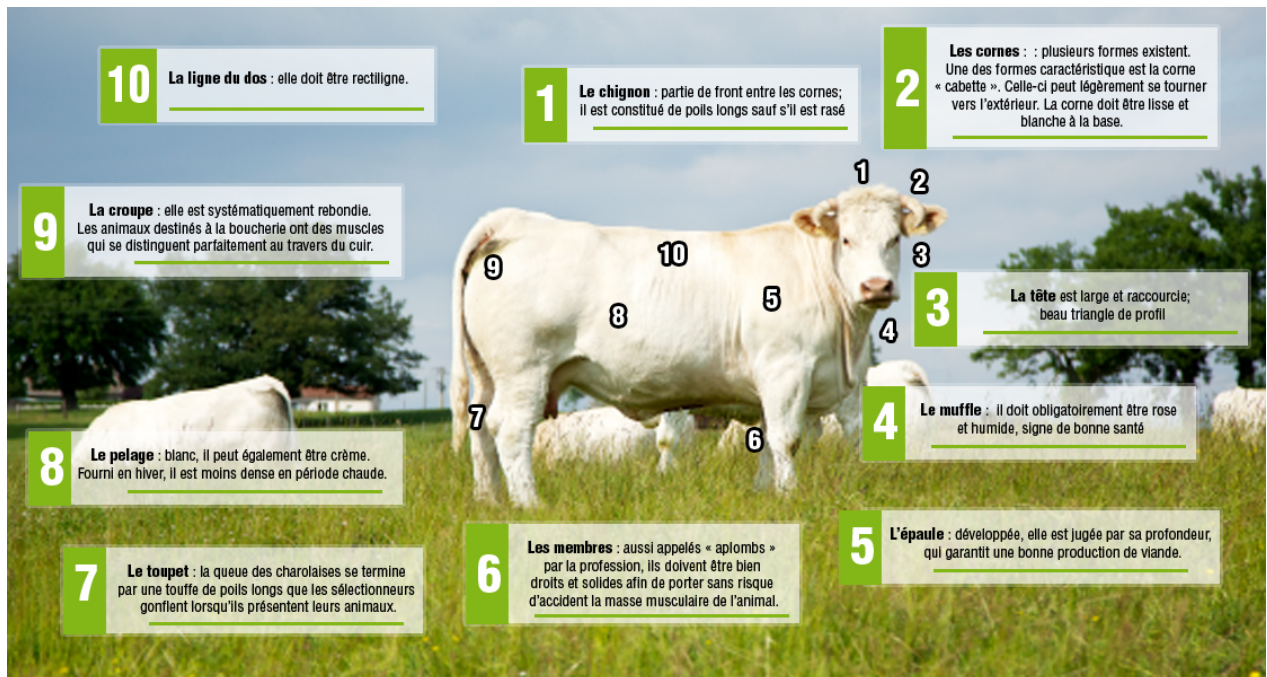 10
La ligne du dos : elle doit être rectiligne.
1
Le chignon : partie de front entre les cornes;
il est constitué de poils longs sauf s'il est rasé
2
Les cornes : : plusieurs formes existent.
Une des formes caractéristique est la corne
« cabette ». Celle-ci peut légèrement se tourner
vers l'extérieur. La corne doit être lisse et
blanche à la base.
9
La croupe : elle est systématiquement rebondie.
Les animaux destinés à la boucherie ont des muscles
qui se distinguent parfaitement au travers du cuir.
1
2
3
4
5
6
7
8
9
10
3
La tête est large et raccourcie;
beau triangle de profil
4
Le muffle : il doit obligatoirement être rose
et humide, signe de bonne santé
8
Le pelage : blanc, il peut également être crème.
Fourni en hiver, il est moins dense en période chaude.
5
L'épaule : développée, elle est jugée par sa profondeur,
qui garantit une bonne production de viande.
6
Les membres : aussi appelés « aplombs »
par la profession, ils doivent être bien
droits et solides afin de porter sans risque
d'accident la masse musculaire de l'animal.
7
Le toupet : la queue des charolaises se termine
par une touffe de poils longs que les sélectionneurs
gonflent lorsqu'ils présentent leurs animaux.